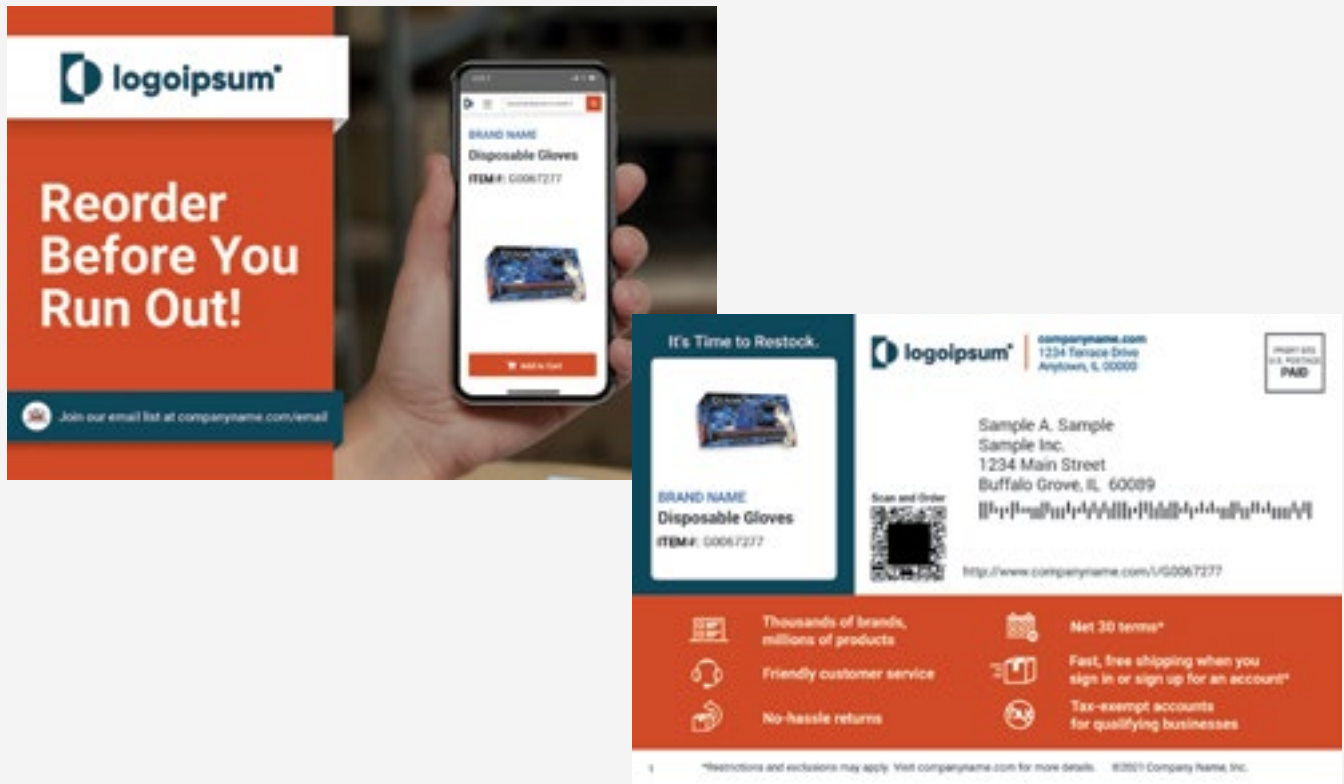 logoipsum
Reorder
Before You
Run Out!
Join our email list at companyname.com/email
BRAND NAME
Disposable Gloves
ITEM#: G0067277
Add to Cart
It's Time to Restock.
BRAND NAME
Disposable Gloves
ITEM#: G0067277
logoipsum
companyname.com
1234 Terrace Drive
Anytown, IL 00000
U.S. POSTAGE
PAID
Sample A. Sample
Sample Inc.
1234 Main Street
Buffalo Grove, IL 60089
Scan and Order
http://www.companyname.com/i/G0067277
Thousands of brands,
millions of products
Friendly customer service
No-hassle returns
Net 30 terms*
Fast, free shipping when you
sign in or sign up for an account*
Tax-exempt accounts
for qualifying businesses
*Restrictions and exclusions may apply. Visit companyname.com for more details. ©2021 Company Name, Inc.